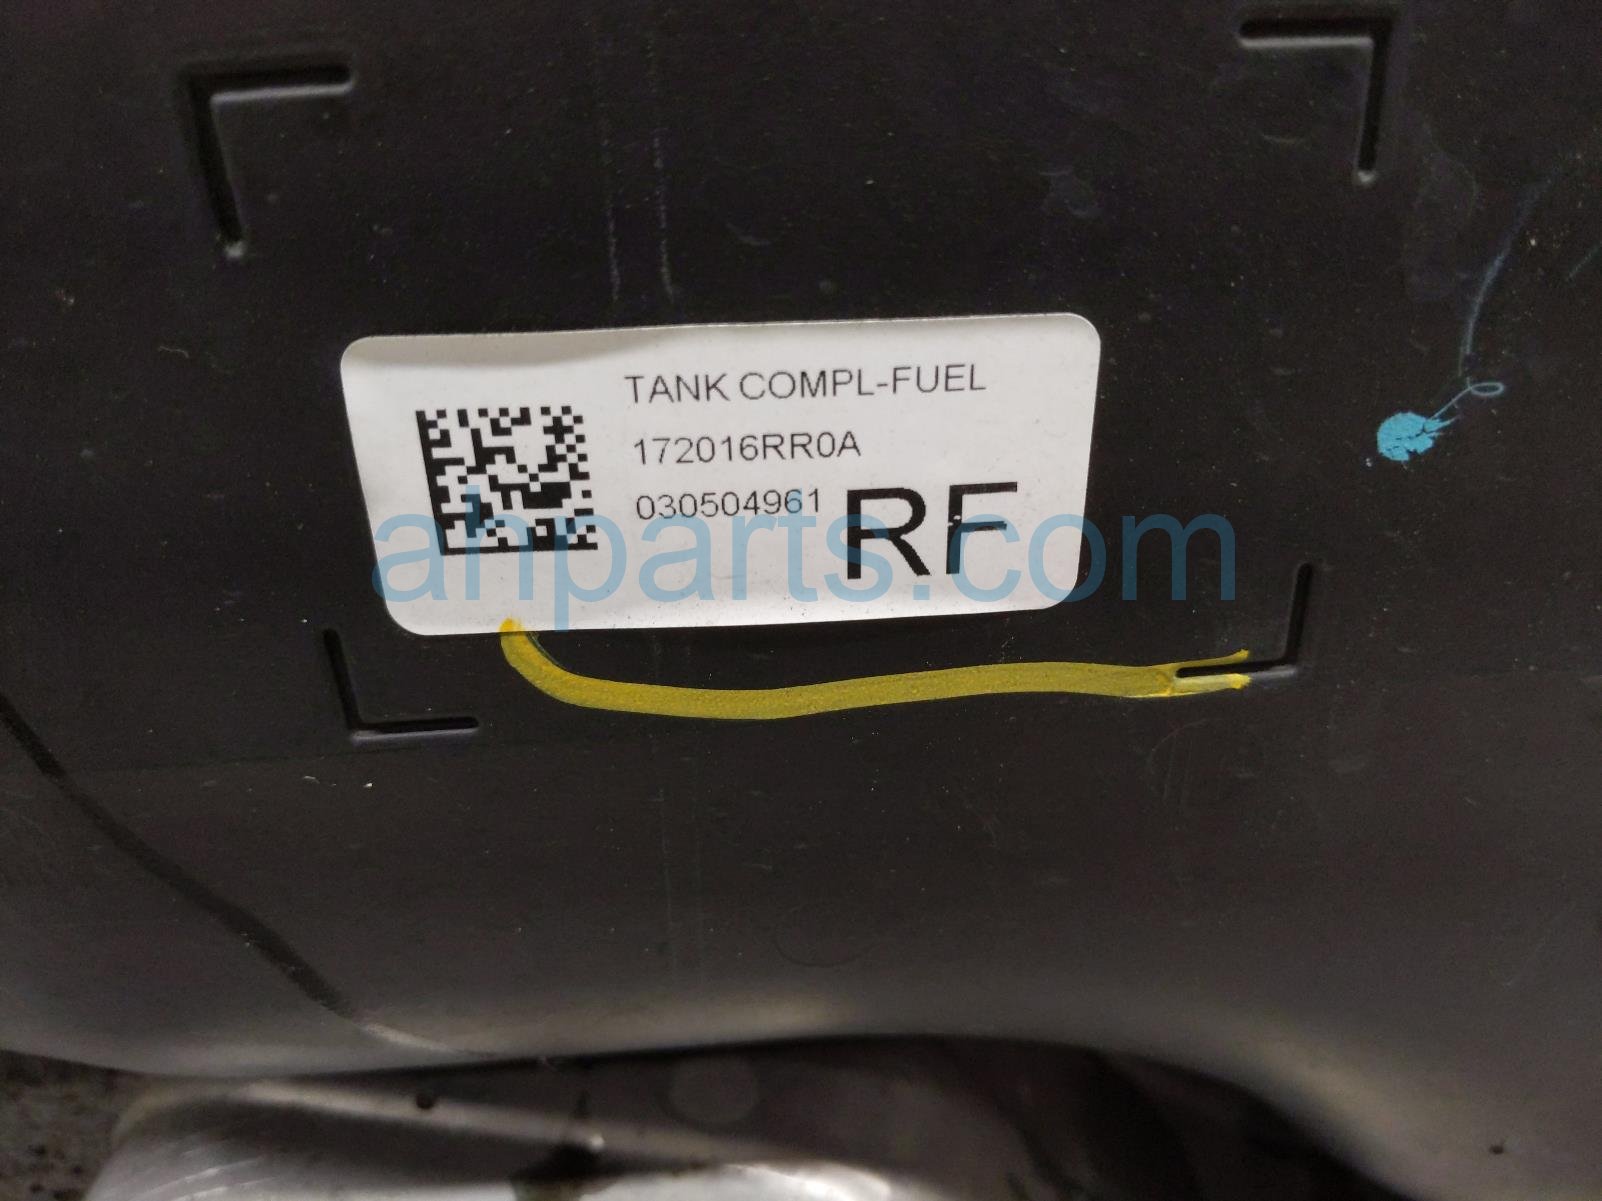 TANK COMPL-FUEL
172016RR0A
030504961
RF
ahparts.com